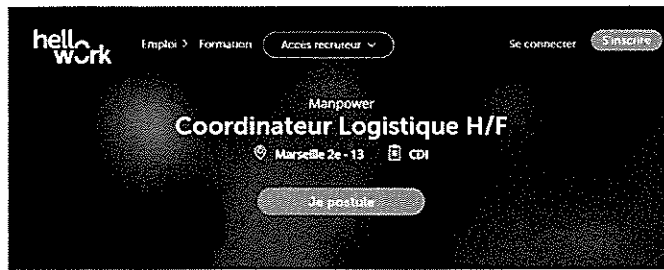 hellowork
Emploi > Formation Accès recruteur Se connecter S'inscrire
Manpower
Coordinateur Logistique H/F
Marseille 2e - 13 CDI
Je postule